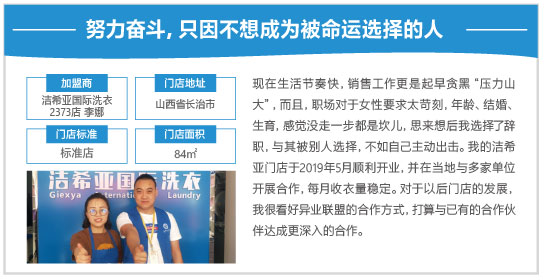 努力奋斗，只因不想成为被命运选择的人
加盟商
洁希亚国际洗衣
2373店 李娜
门店地址
山西省长治市
门店标准
标准店
门店面积
84㎡
洁希亚国际洗衣
Giexya International Laundry
现在生活节奏快，销售工作更是起早贪黑“压力山
大”，而且，职场对于女性要求太苛刻，年龄、结婚、
生育，感觉没走一步都是坎儿，思来想后我选择了辞
职，与其被别人选择，不如自己主动出击。我的洁希
亚门店于2019年5月顺利开业，并在当地与多家单位
开展合作，每月收衣量稳定。对于以后门店的发展，
我很看好异业联盟的合作方式，打算与已有的合作伙
伴达成更深入的合作。